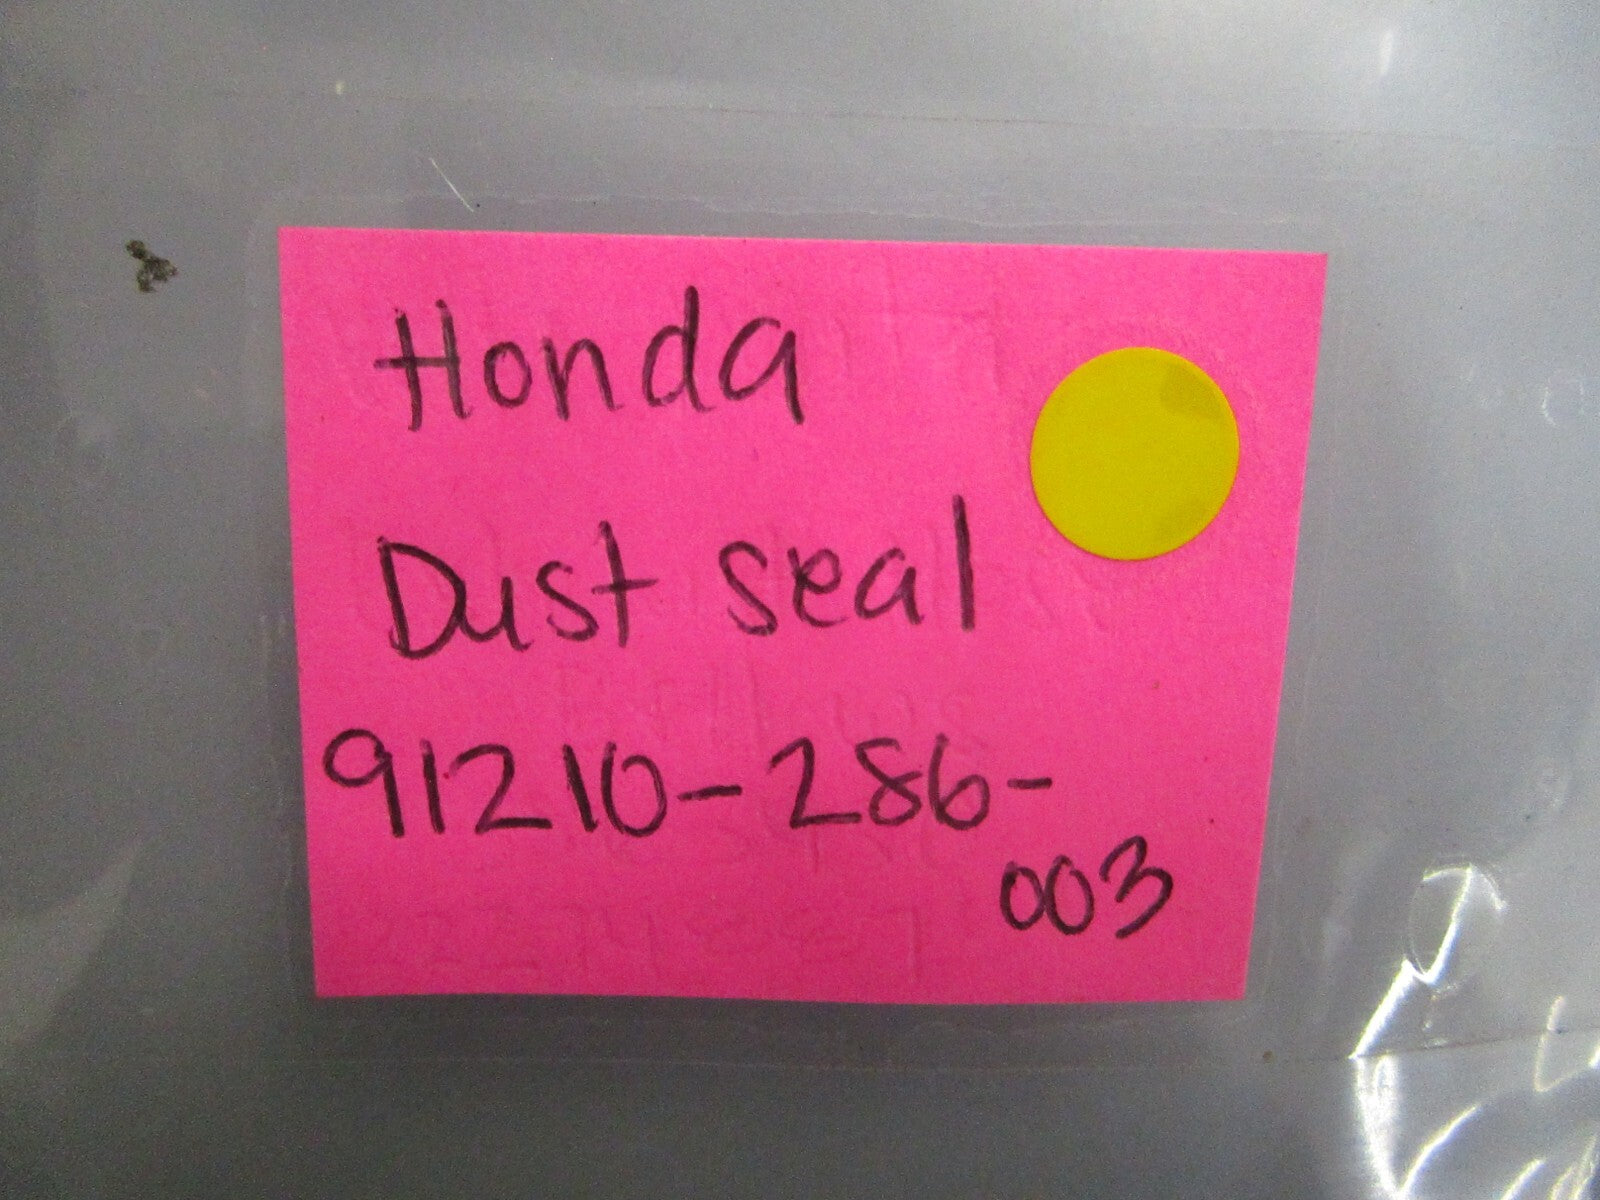 Honda
Dust seal
91210-286-
003